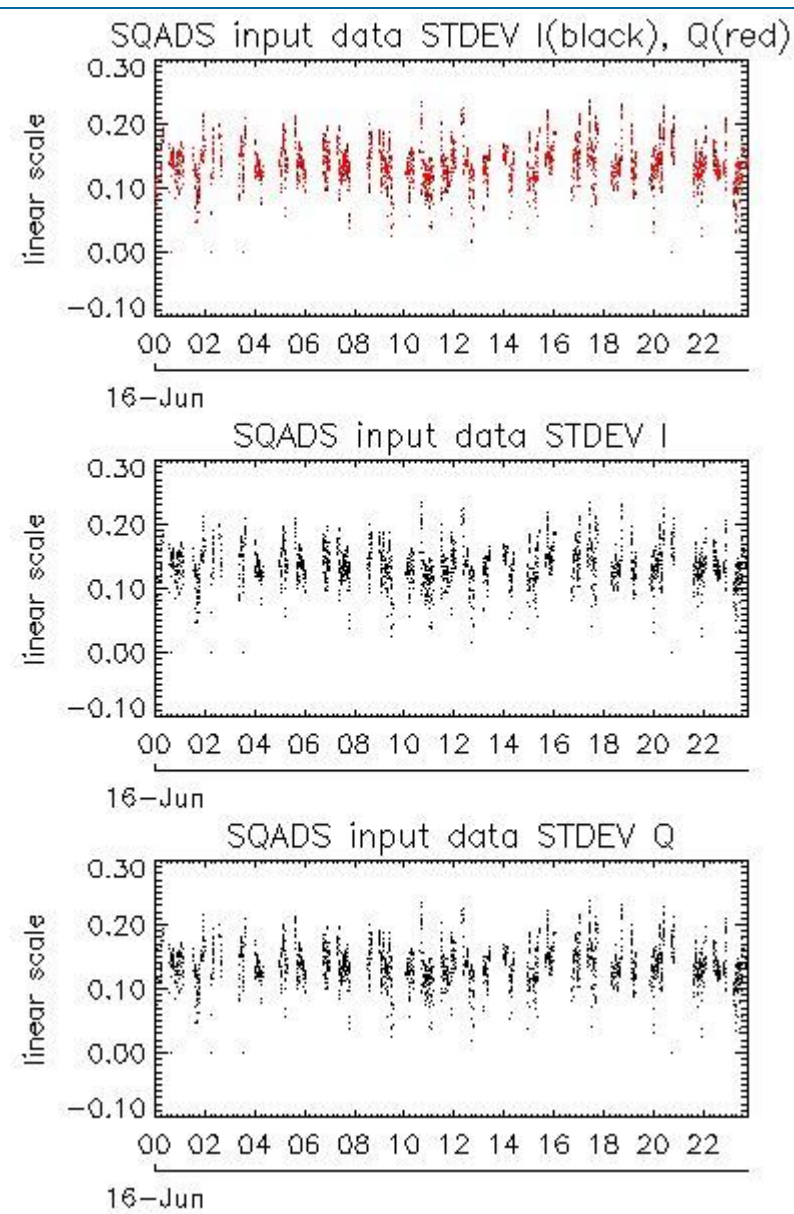 SQADS input data STDEV I(black), Q(red)
0.30
0.20
0.10
0.00
-0.10
linear scale
00 02 04 06 08 10 12 14 16 18 20 22
16-Jun
SQADS input data STDEV I
0.30
0.20
0.10
0.00
-0.10
linear scale
00 02 04 06 08 10 12 14 16 18 20 22
16-Jun
SQADS input data STDEV Q
0.30
0.20
0.10
0.00
-0.10
linear scale
00 02 04 06 08 10 12 14 16 18 20 22
16-Jun